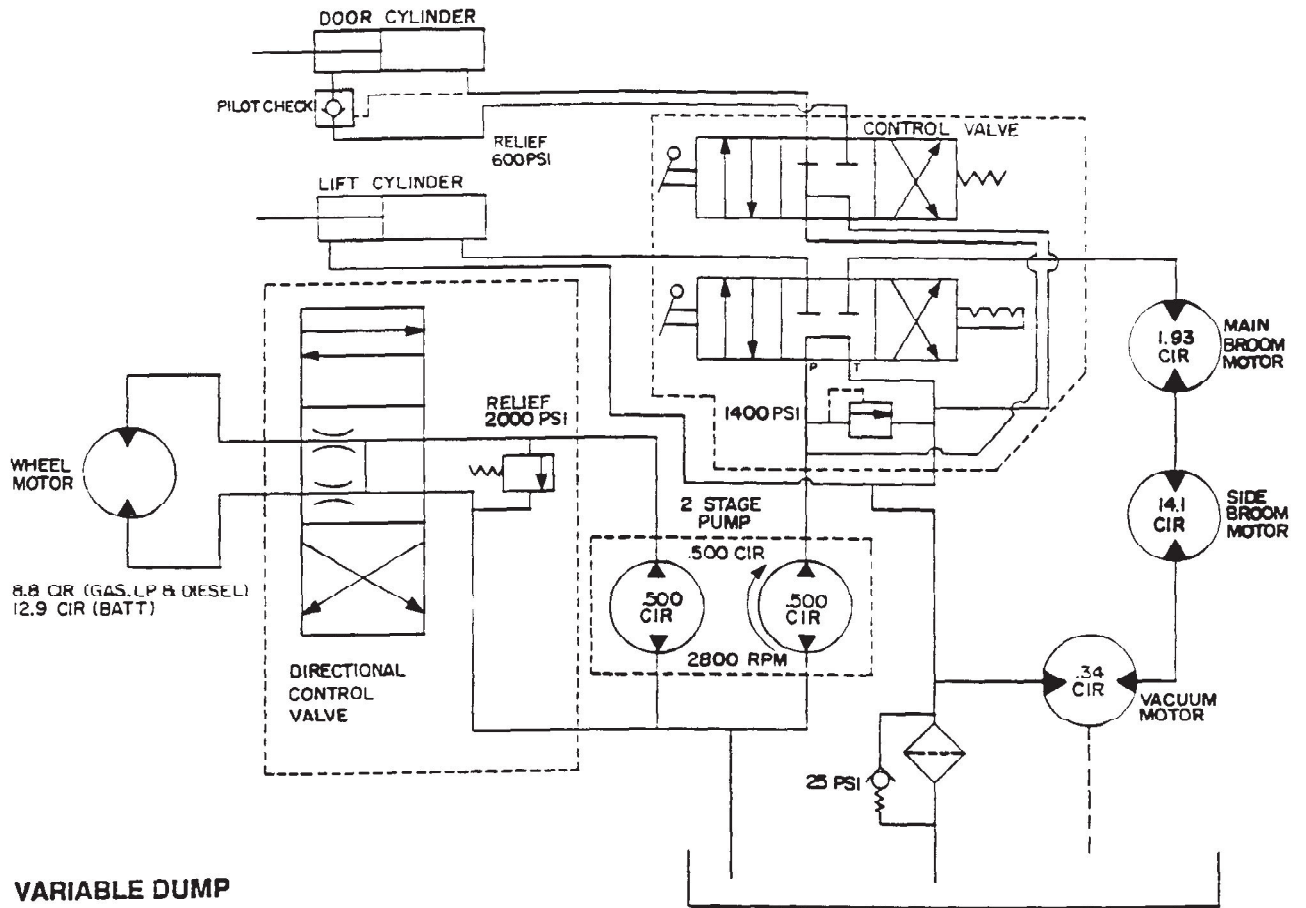 DOOR CYLINDER
PILOT CHECK
RELIEF
600 PSI
CONTROL VALVE
LIFT CYLINDER
P T
1400 PSI
1.93
CIR
MAIN
BROOM
MOTOR
RELIEF
2000 PSI
WHEEL
MOTOR
2 STAGE
PUMP
14.1
CIR
SIDE
BROOM
MOTOR
.500 CIR
8.8 CIR (GAS, LP & DIESEL)
12.9 CIR (BATT)
.500
CIR
.500
CIR
2800 RPM
DIRECTIONAL
CONTROL
VALVE
.34
CIR
VACUUM
MOTOR
25 PSI
VARIABLE DUMP